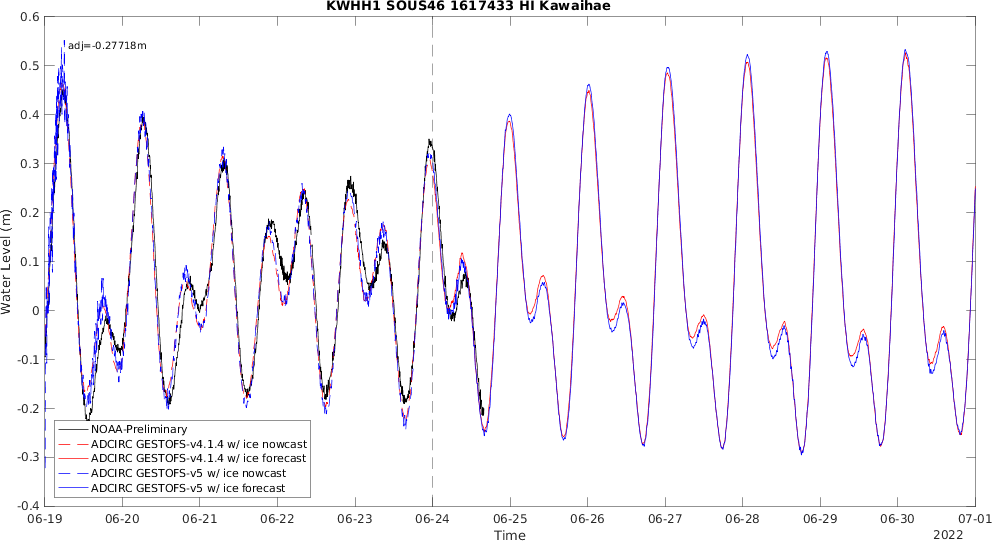 KWHH1 SOUS46 1617433 HI Kawaihae
0.6
0.5
0.4
0.3
0.2
0.1
0
-0.1
-0.2
-0.3
-0.4
Water Level (m)
adj=-0.27718m
NOAA-Preliminary
ADCIRC GESTOFS-v4.1.4 w/ ice nowcast
ADCIRC GESTOFS-v4.1.4 w/ ice forecast
ADCIRC GESTOFS-v5 w/ ice nowcast
ADCIRC GESTOFS-v5 w/ ice forecast
06-19 06-20 06-21 06-22 06-23 06-24 06-25 06-26 06-27 06-28 06-29 06-30 07-01
Time
2022